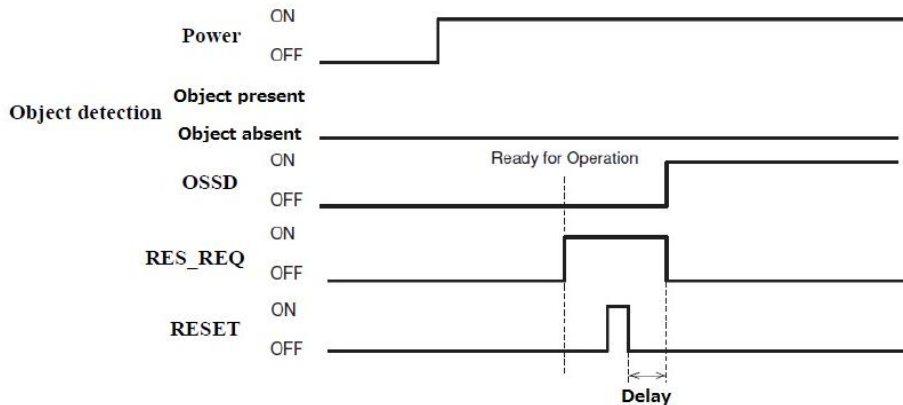 ON
Power
OFF
Object present
Object detection
Object absent
ON
Ready for Operation
OSSD
OFF
ON
RES_REQ
OFF
ON
RESET
OFF
Delay